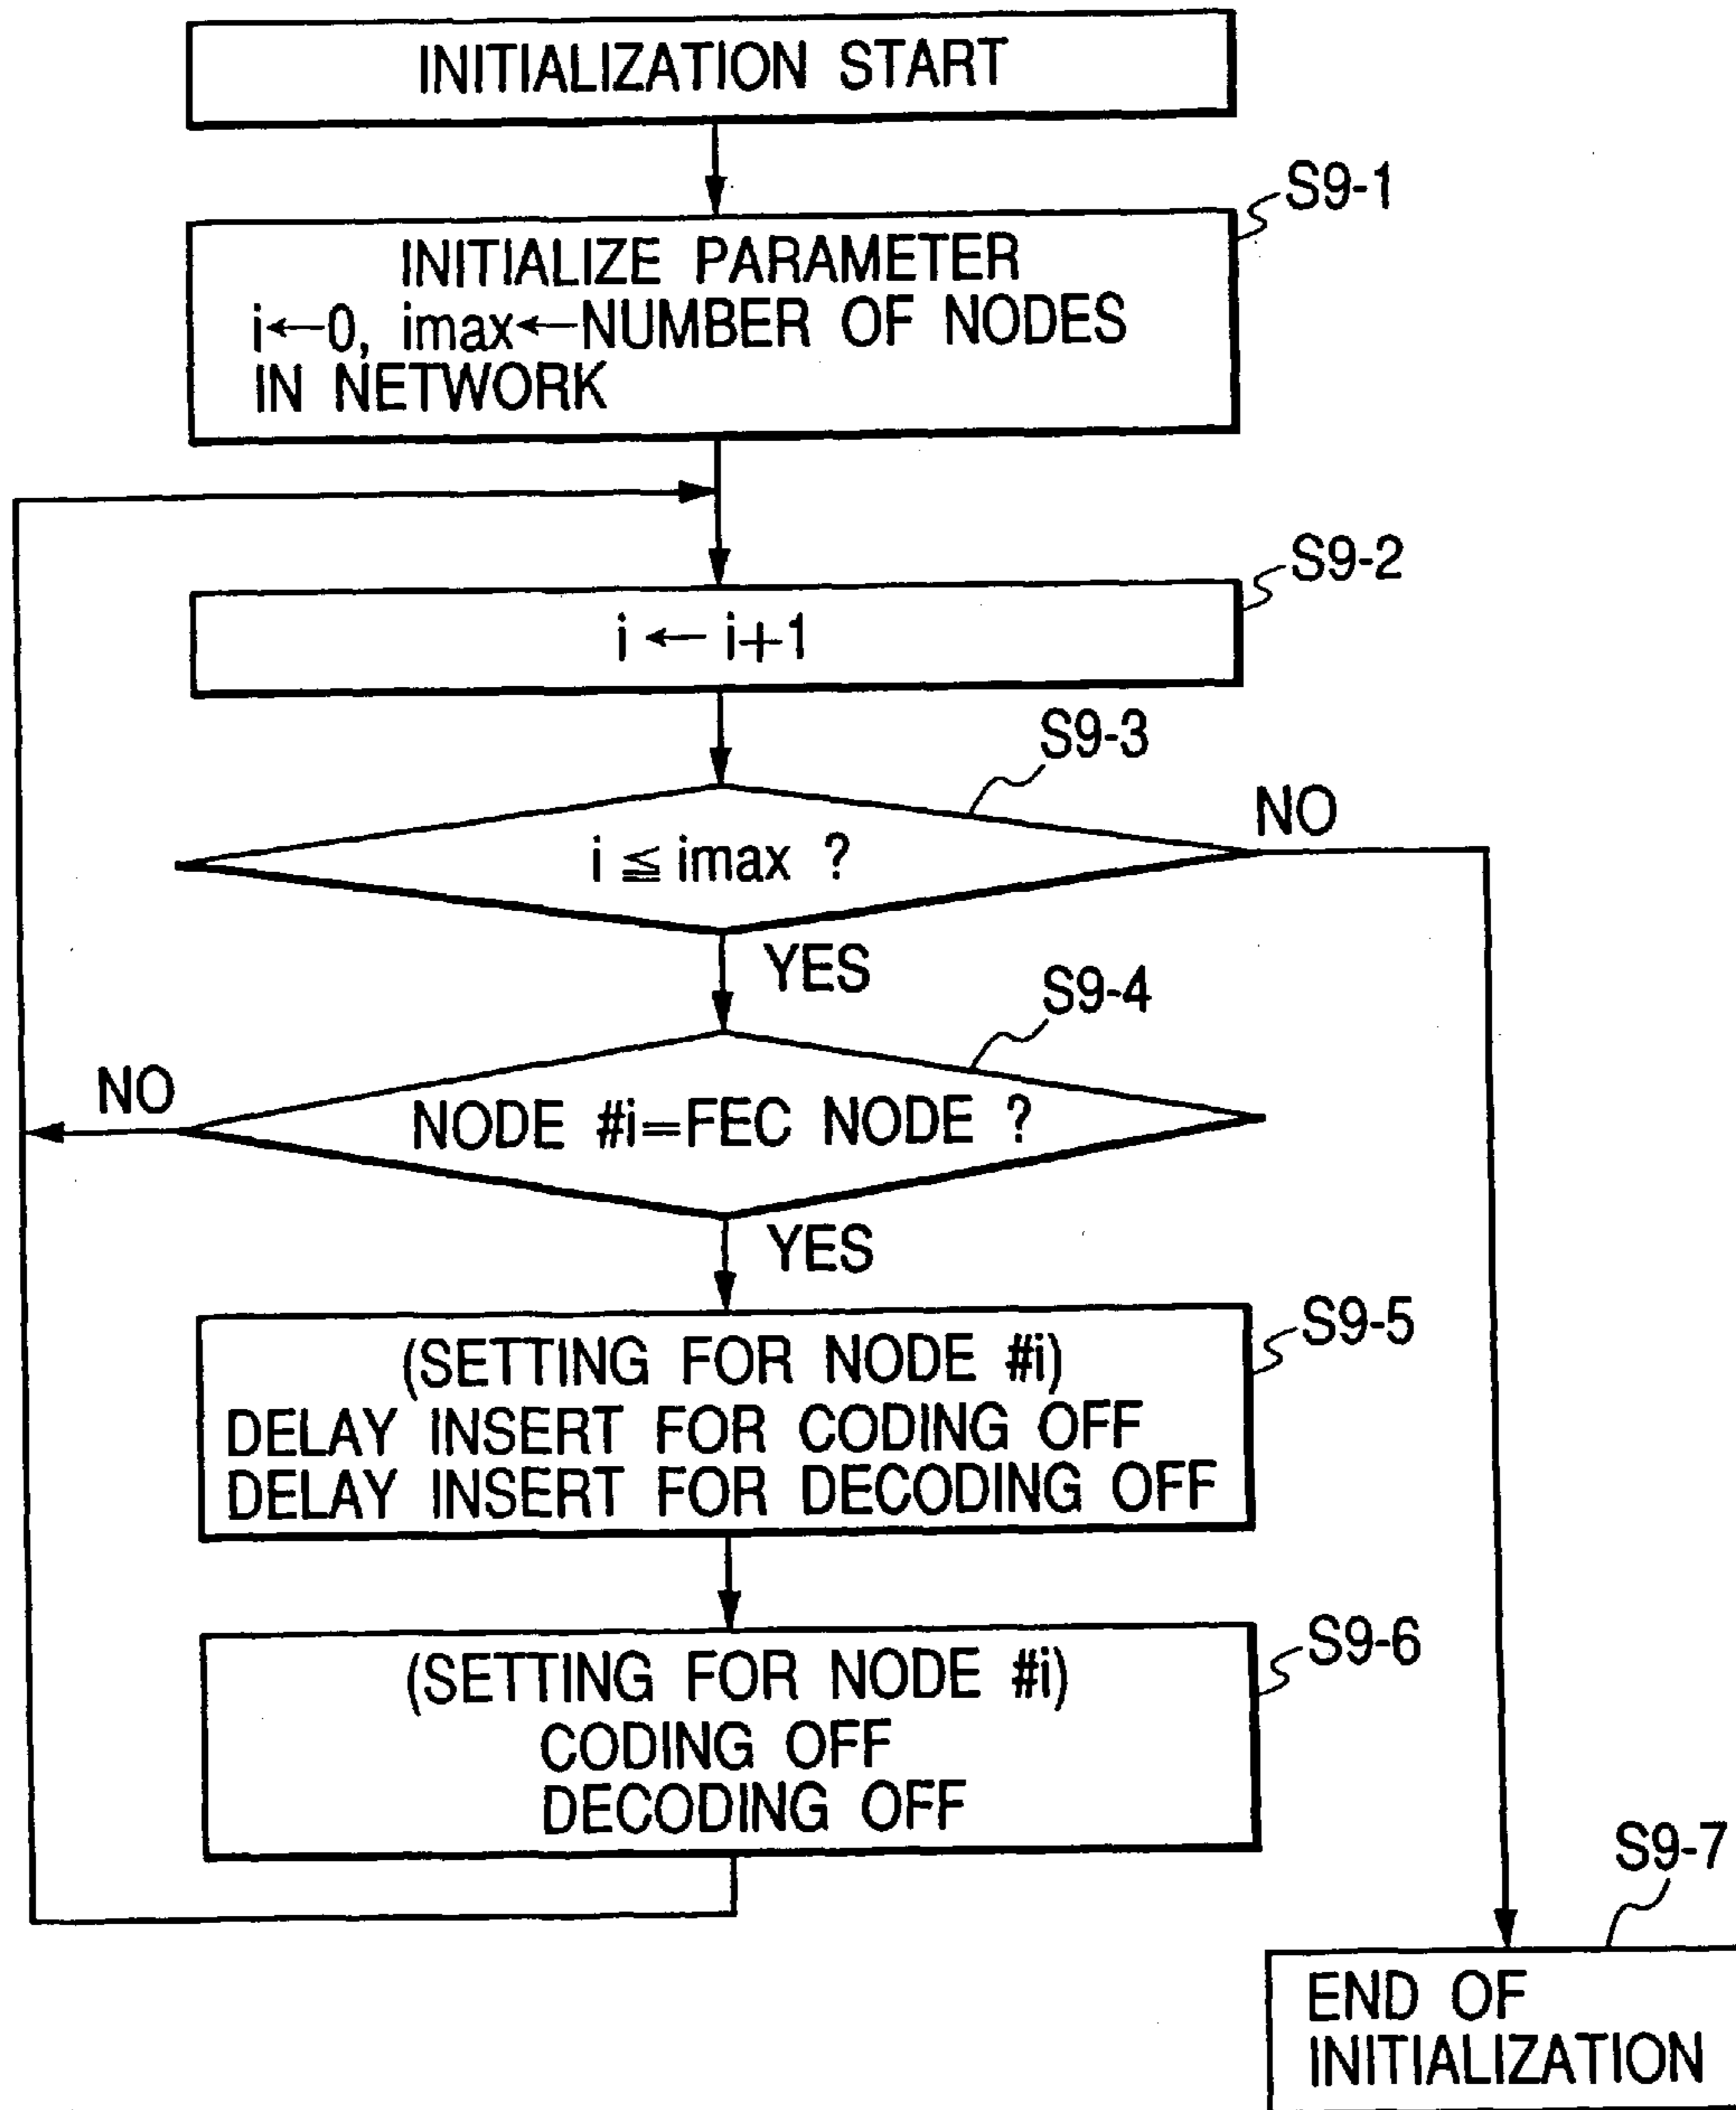 INITIALIZATION START
S9-1
INITIALIZE PARAMETER
i←0, imax←NUMBER OF NODES
IN NETWORK
S9-2
i ← i+1
S9-3
i ≦ imax ?
NO
YES
S9-4
NODE #i=FEC NODE ?
NO
YES
S9-5
(SETTING FOR NODE #i)
DELAY INSERT FOR CODING OFF
DELAY INSERT FOR DECODING OFF
S9-6
(SETTING FOR NODE #i)
CODING OFF
DECODING OFF
S9-7
END OF
INITIALIZATION